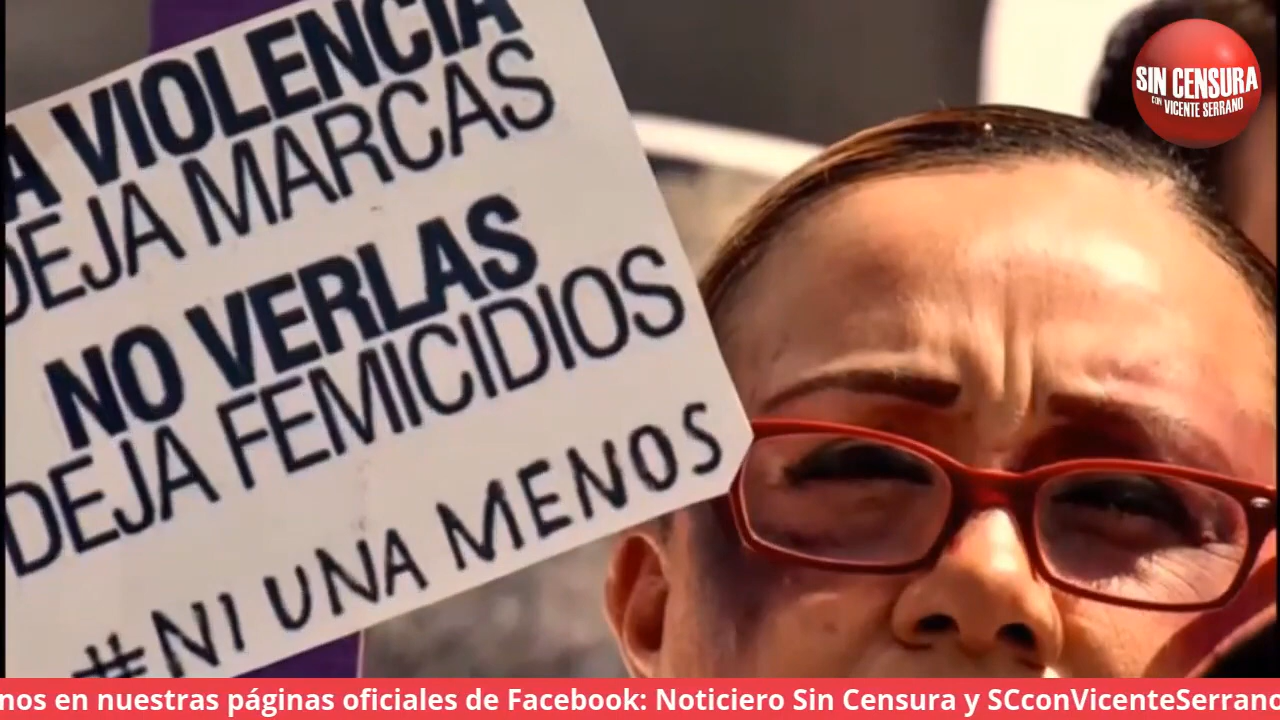 A VIOLENCIA
DEJA MARCAS
NO VERLAS
DEJA FEMICIDIOS
#NI UNA MENOS
SIN CENSURA
CON
VICENTE SERRANO
nos en nuestras páginas oficiales de Facebook: Noticiero Sin Censura y SCconVicenteSerrano